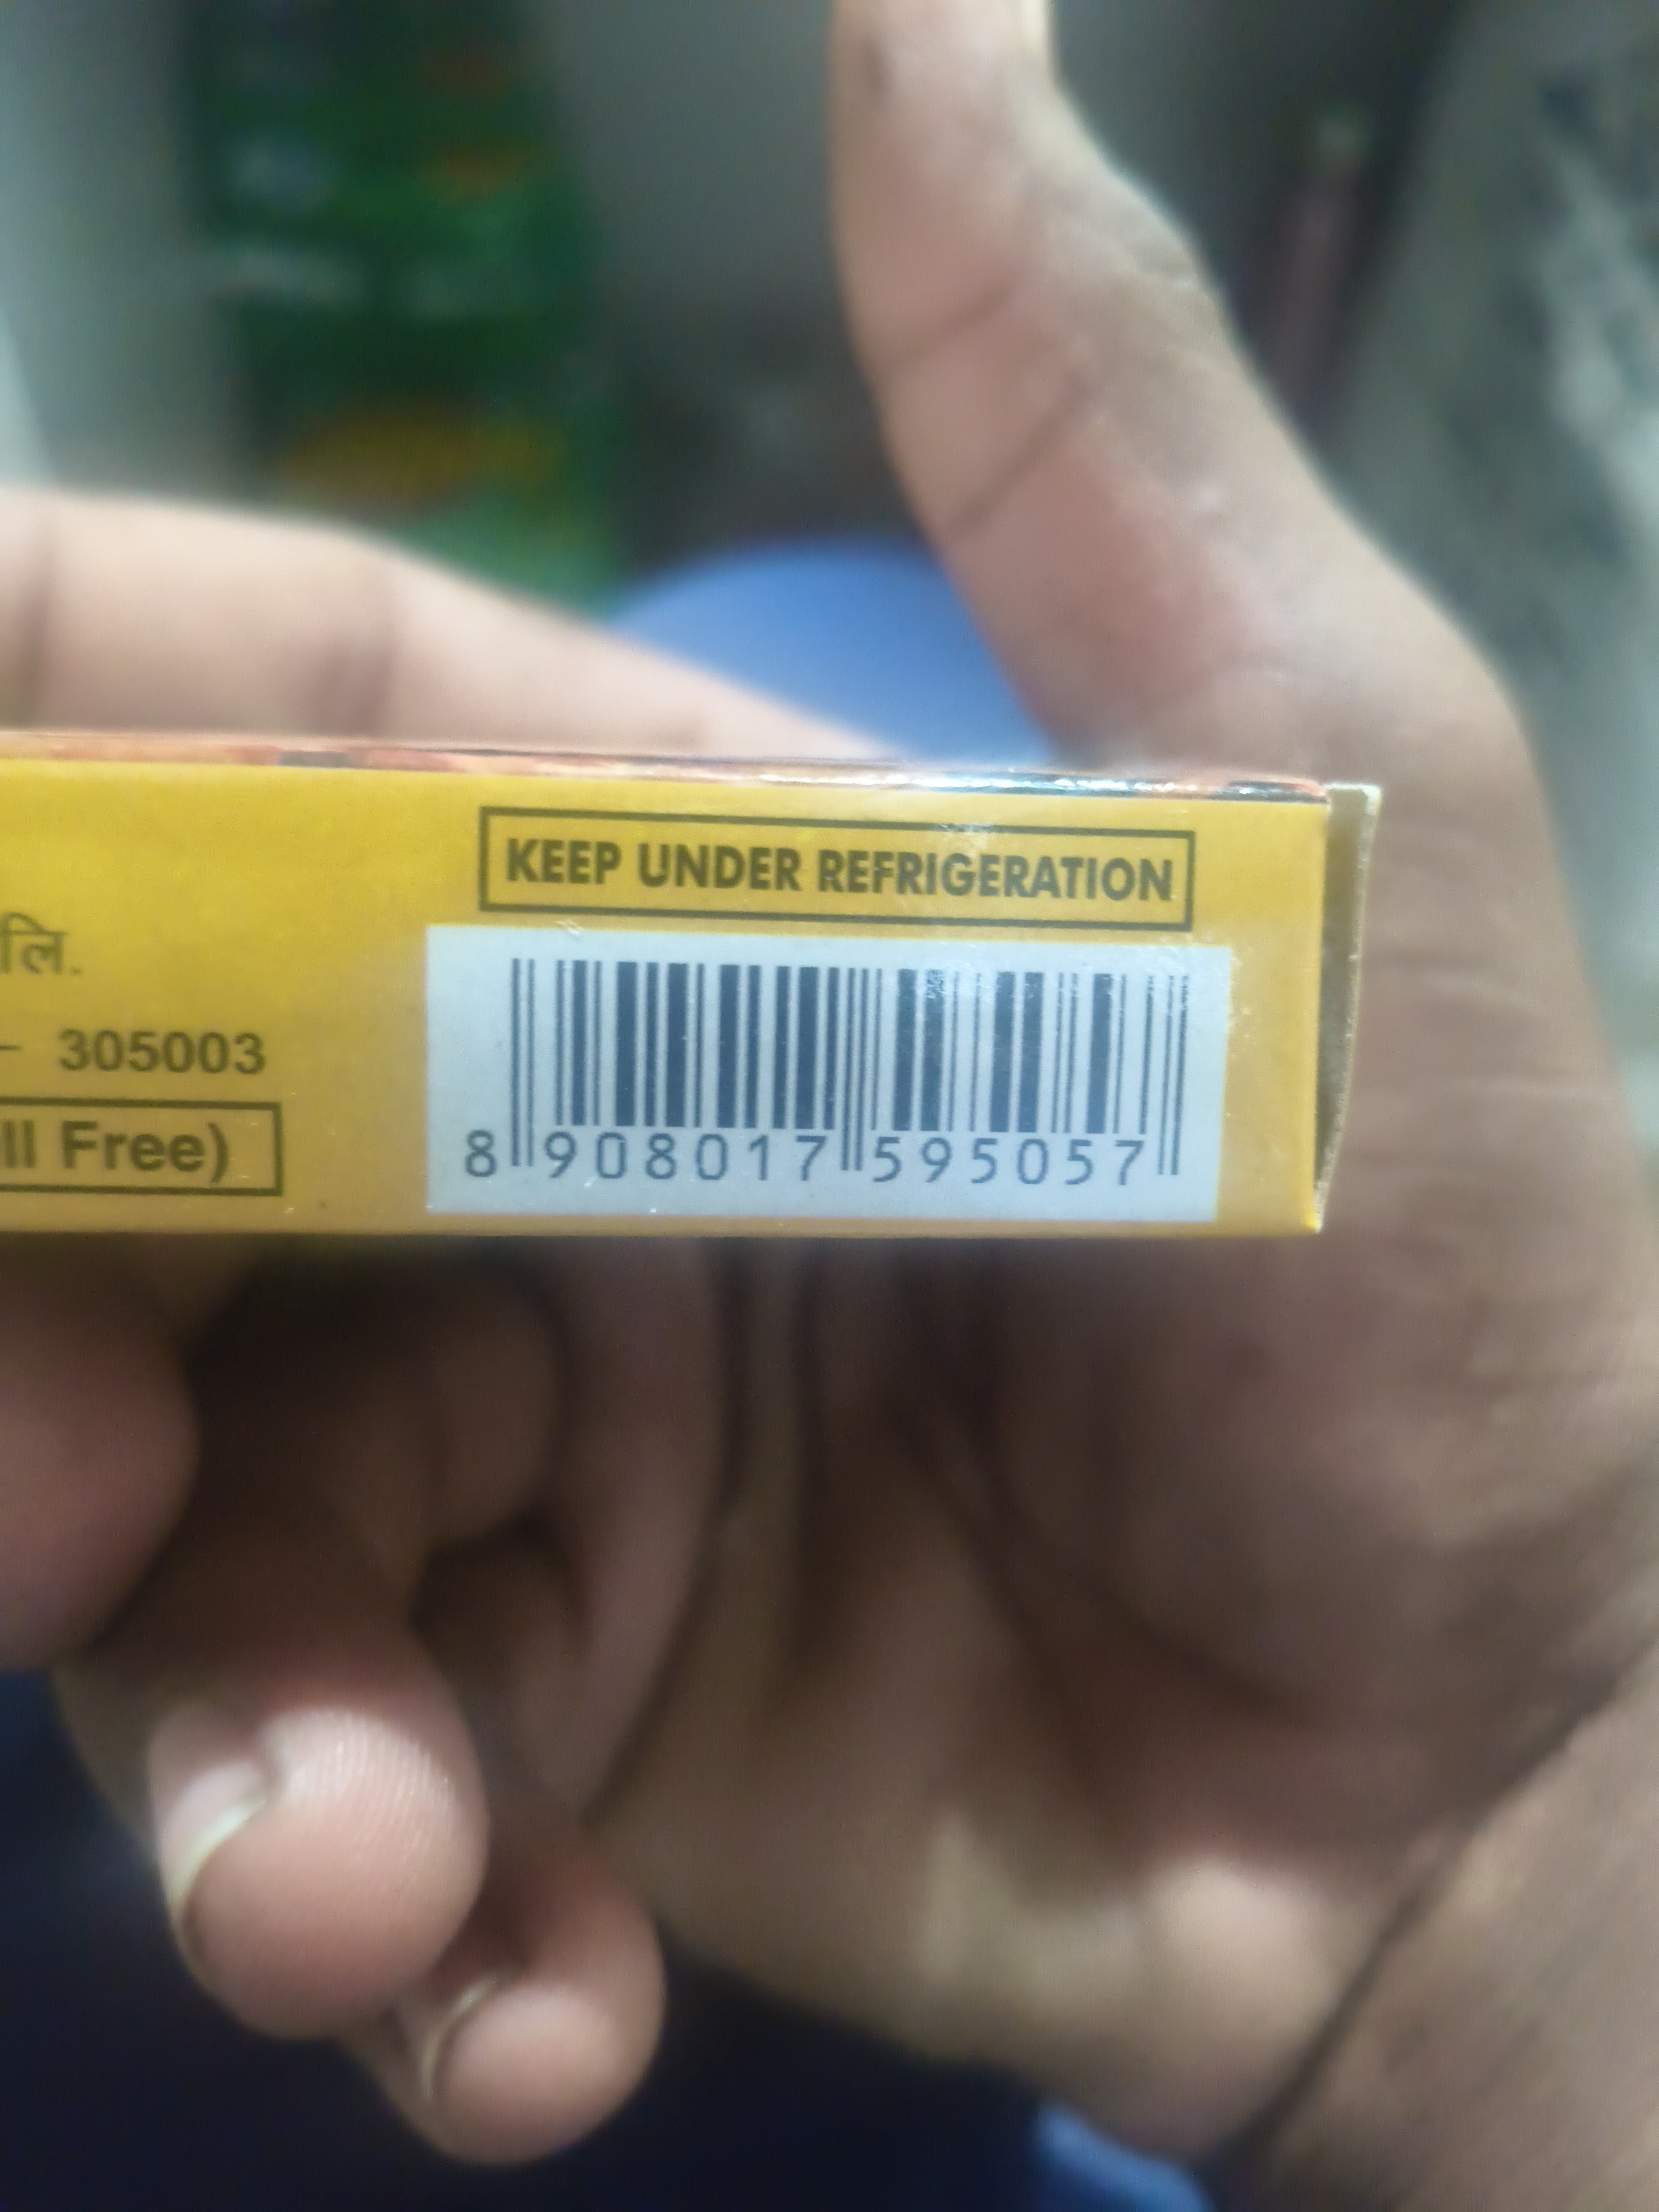 KEEP UNDER REFRIGERATION
लि.
– 305003
ll Free)
8 908017 595057